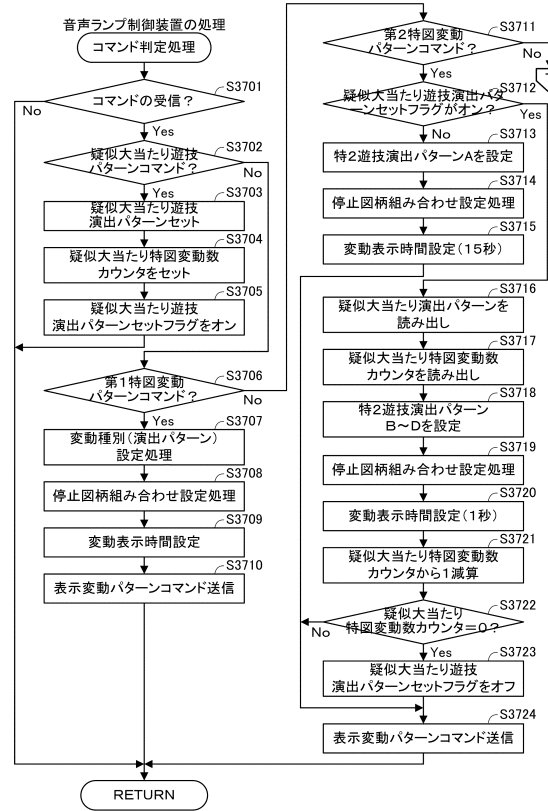 音声ランプ制御装置の処理
コマンド判定処理
S3701
コマンドの受信?
No
Yes
S3702
疑似大当たり遊技
パターンコマンド?
No
Yes
S3703
疑似大当たり遊技
演出パターンセット
S3704
疑似大当たり特図変動数
カウンタをセット
S3705
疑似大当たり遊技
演出パターンセットフラグをオン
S3706
第1特図変動
パターンコマンド?
No
Yes
S3707
変動種別(演出パターン)
設定処理
S3708
停止図柄組み合わせ設定処理
S3709
変動表示時間設定
S3710
表示変動パターンコマンド送信
RETURN
S3711
第2特図変動
パターンコマンド?
No
Yes
S3712
疑似大当たり遊技演出パタ
ーンセットフラグがオン?
Yes
No
S3713
特2遊技演出パターンAを設定
S3714
停止図柄組み合わせ設定処理
S3715
変動表示時間設定(15秒)
S3716
疑似大当たり演出パターンを
読み出し
S3717
疑似大当たり特図変動数
カウンタを読み出し
S3718
特2遊技演出パターン
B~Dを設定
S3719
停止図柄組み合わせ設定処理
S3720
変動表示時間設定(1秒)
S3721
疑似大当たり特図変動数
カウンタから1減算
S3722
疑似大当たり
特図変動数カウンタ=0?
No
Yes
S3723
疑似大当たり遊技
演出パターンセットフラグをオフ
S3724
表示変動パターンコマンド送信